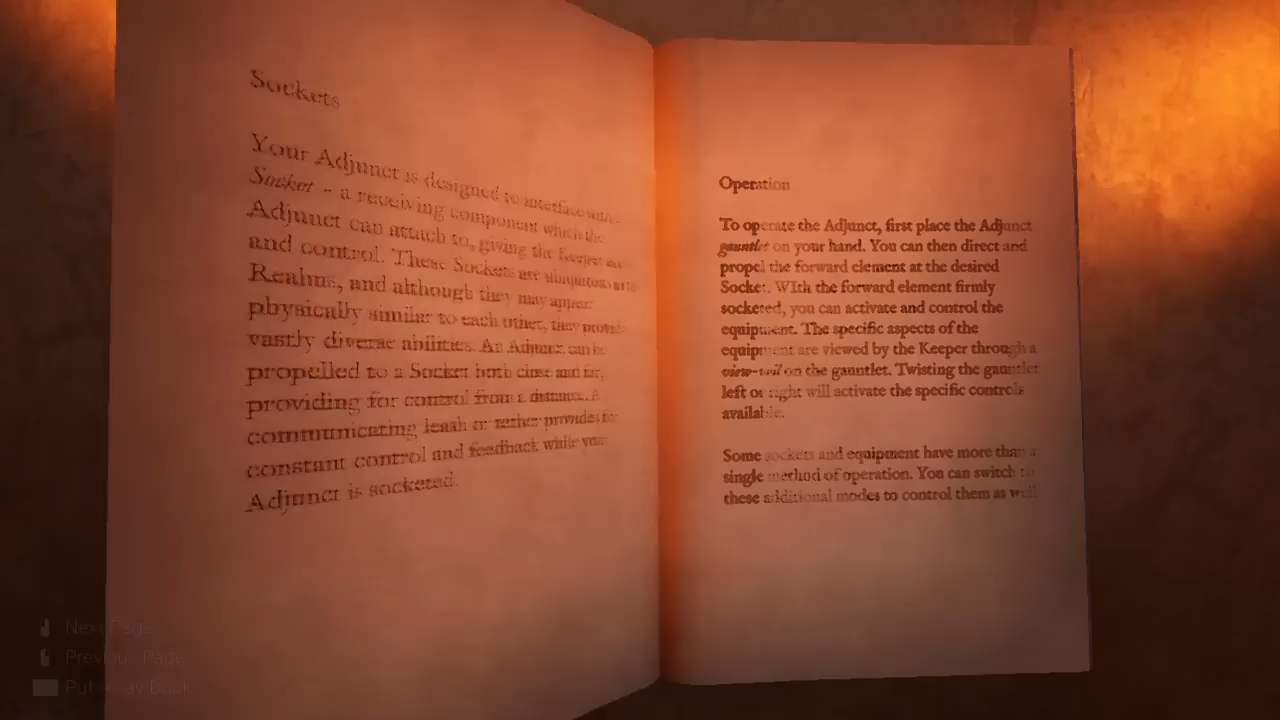 Sockets
Your Adjunct is designed to interface with a
Socket - a receiving component which the
Adjunct can attach to, giving the Keeper
and control. These Sockets are ubiquitous in the
Realms, and although they may appear
physically similar to each other, they provide
vastly diverse abilities. An Adjunct can be
propelled to a Socket both close and far,
providing for control from a distance. A
communicating leash or tether provides for
constant control and feedback while your
Adjunct is socketed.
Operation
To operate the Adjunct, first place the Adjunct
gauntlet on your hand. You can then direct and
propel the forward element at the desired
Socket. WIth the forward element firmly
socketed, you can activate and control the
equipment. The specific aspects of the
equipment are viewed by the Keeper through a
view-veil on the gauntlet. Twisting the gauntlet
left or right will activate the specific controls
available.
Some sockets and equipment have more than a
single method of operation. You can switch to
these additional modes to control them as well
Next Page
Previous Page
Put Away Book